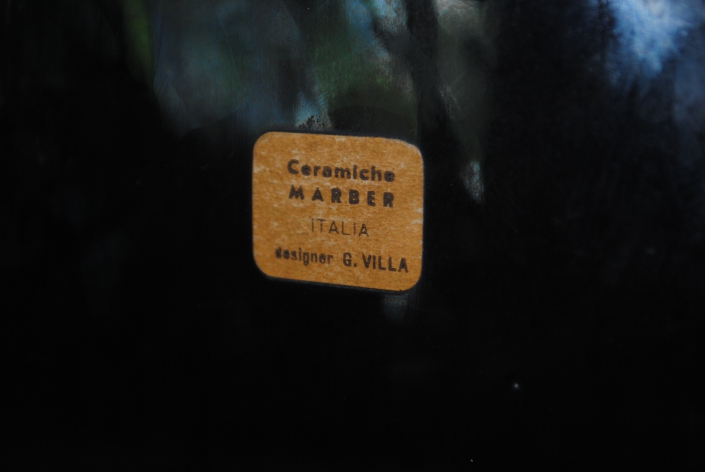 Ceramiche
MARBER
ITALIA
designer G. VILLA